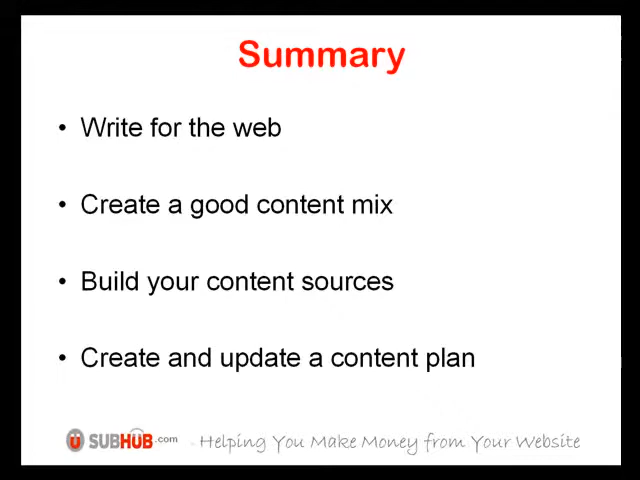 Summary
• Write for the web
• Create a good content mix
• Build your content sources
• Create and update a content plan
SUBHUB.com - Helping You Make Money from Your Website